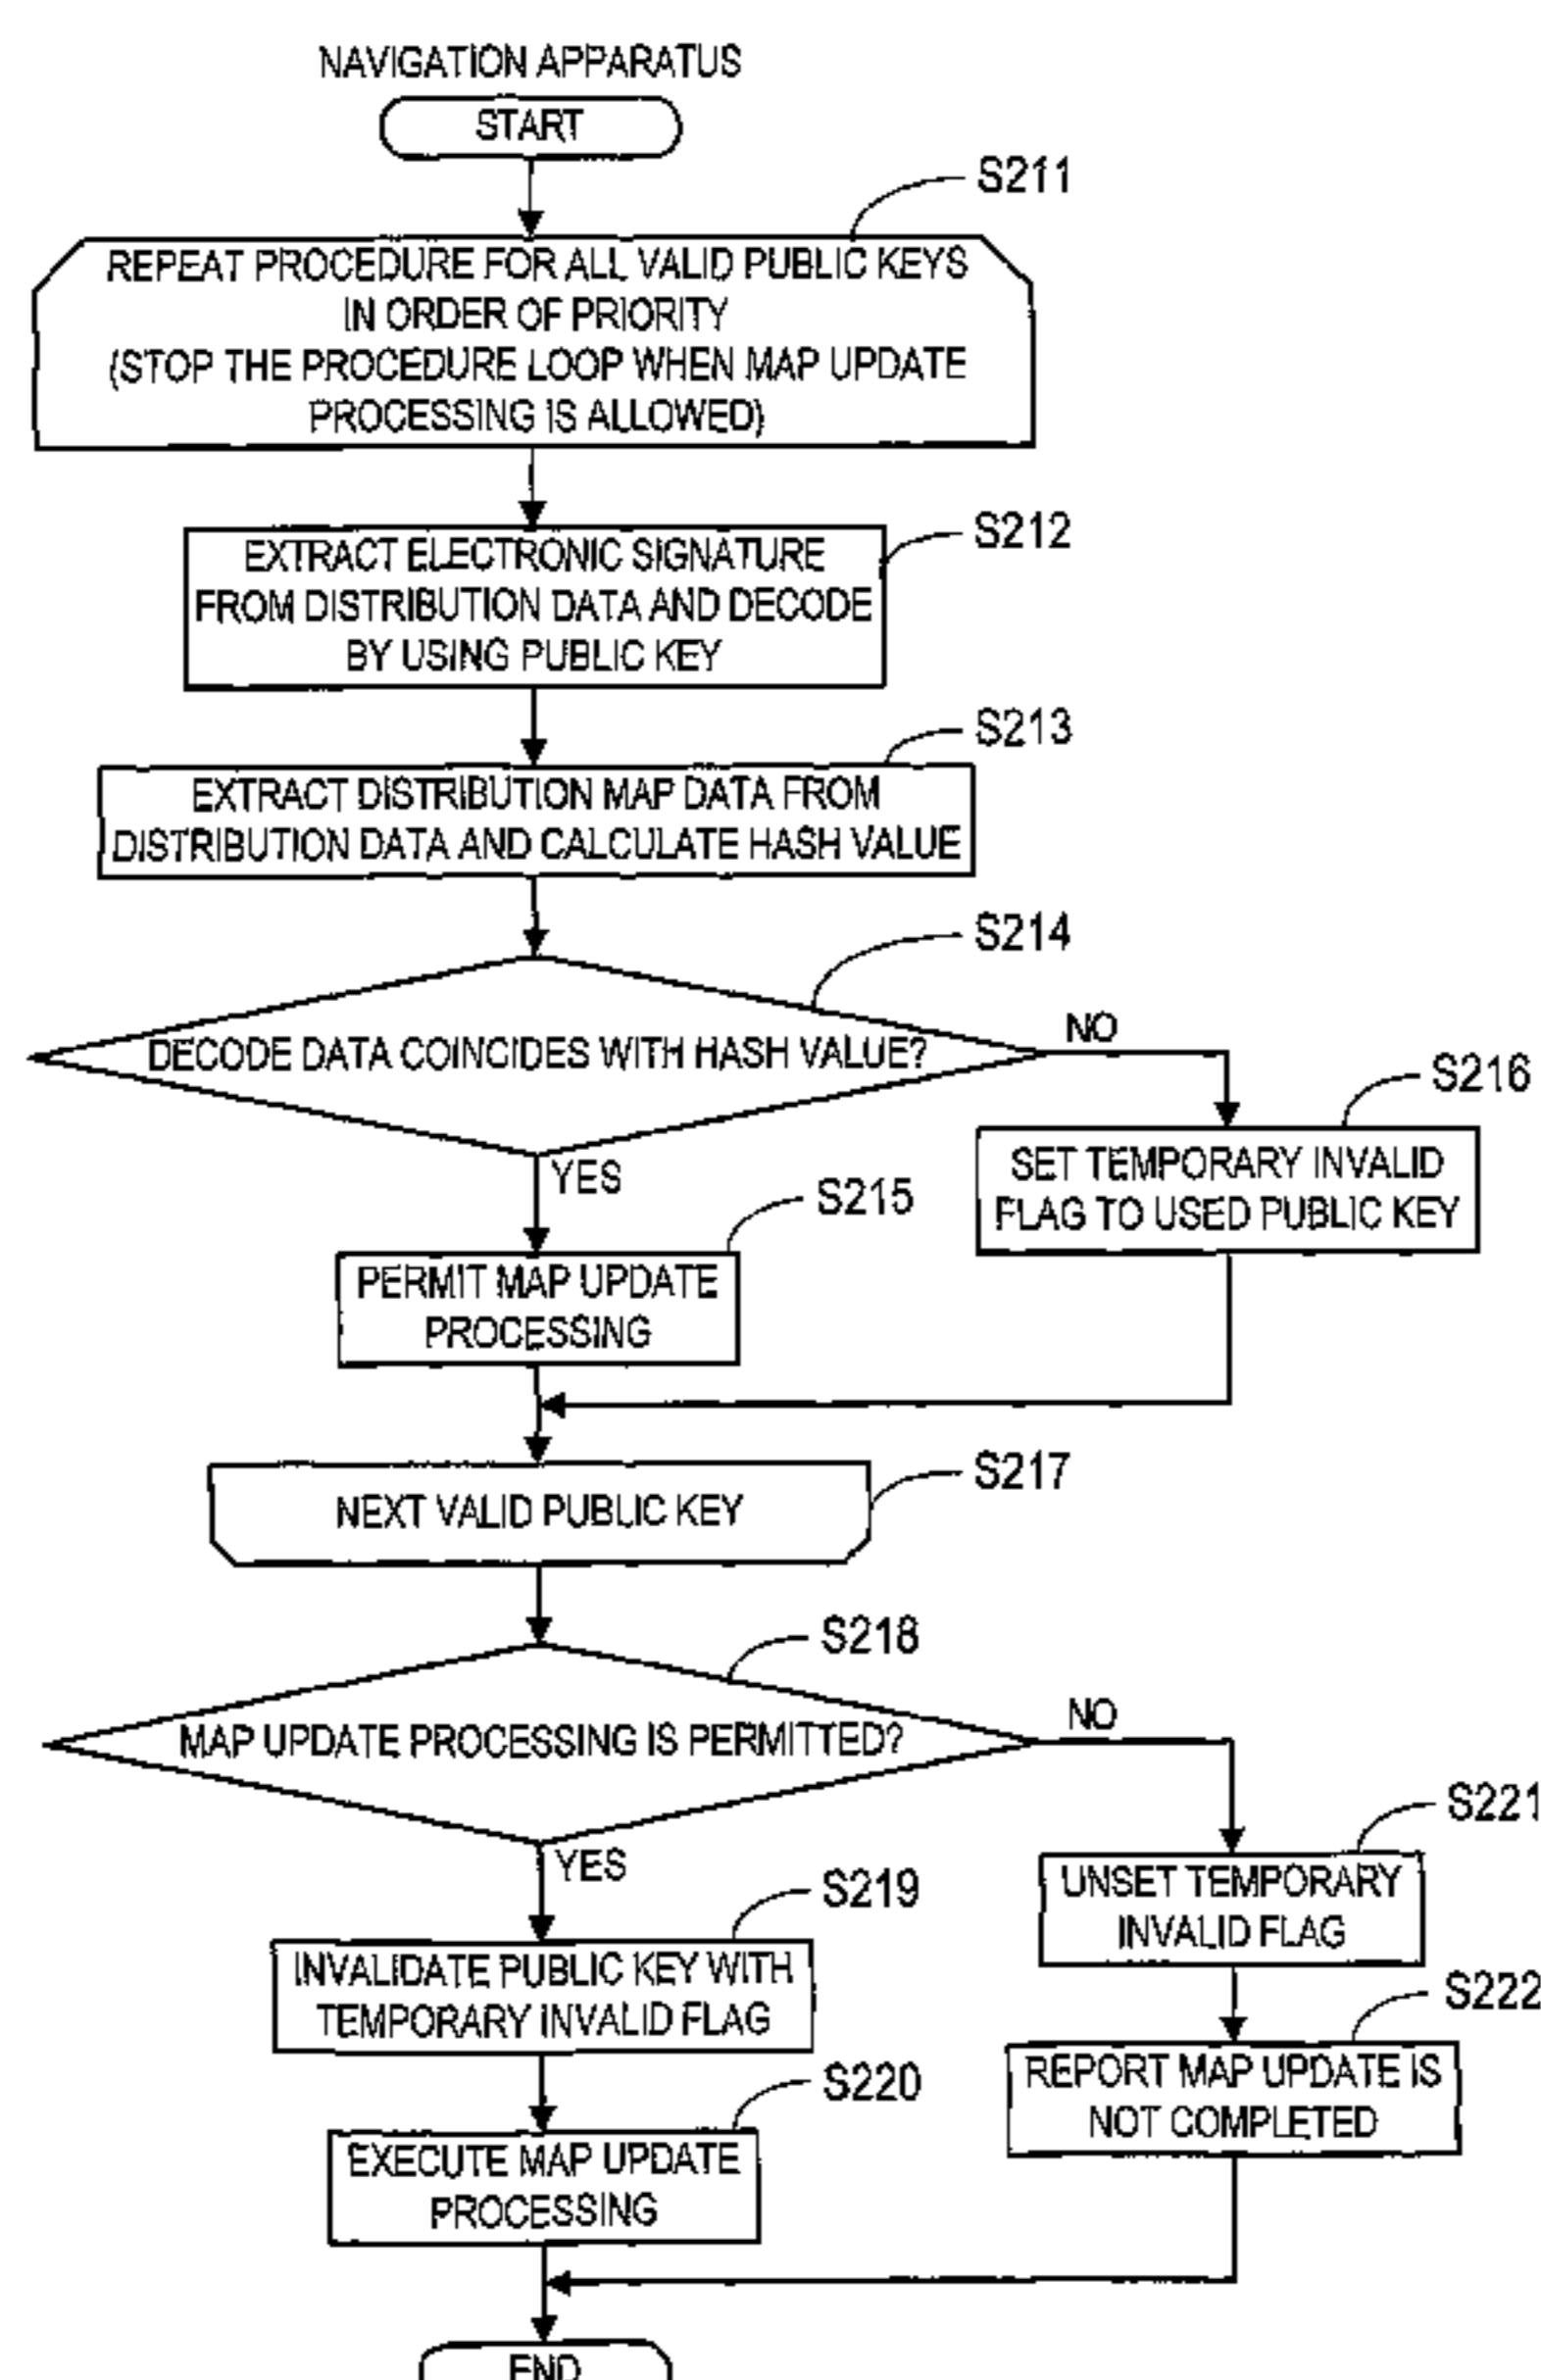 NAVIGATION APPARATUS
START
S211
REPEAT PROCEDURE FOR ALL VALID PUBLIC KEYS
IN ORDER OF PRIORITY
(STOP THE PROCEDURE LOOP WHEN MAP UPDATE
PROCESSING IS ALLOWED)
S212
EXTRACT ELECTRONIC SIGNATURE
FROM DISTRIBUTION DATA AND DECODE
BY USING PUBLIC KEY
S213
EXTRACT DISTRIBUTION MAP DATA FROM
DISTRIBUTION DATA AND CALCULATE HASH VALUE
S214
DECODE DATA COINCIDES WITH HASH VALUE?
NO
YES
S216
SET TEMPORARY INVALID
FLAG TO USED PUBLIC KEY
S215
PERMIT MAP UPDATE
PROCESSING
S217
NEXT VALID PUBLIC KEY
S218
MAP UPDATE PROCESSING IS PERMITTED?
NO
YES
S221
UNSET TEMPORARY
INVALID FLAG
S219
INVALIDATE PUBLIC KEY WITH
TEMPORARY INVALID FLAG
S222
REPORT MAP UPDATE IS
NOT COMPLETED
S220
EXECUTE MAP UPDATE
PROCESSING
END